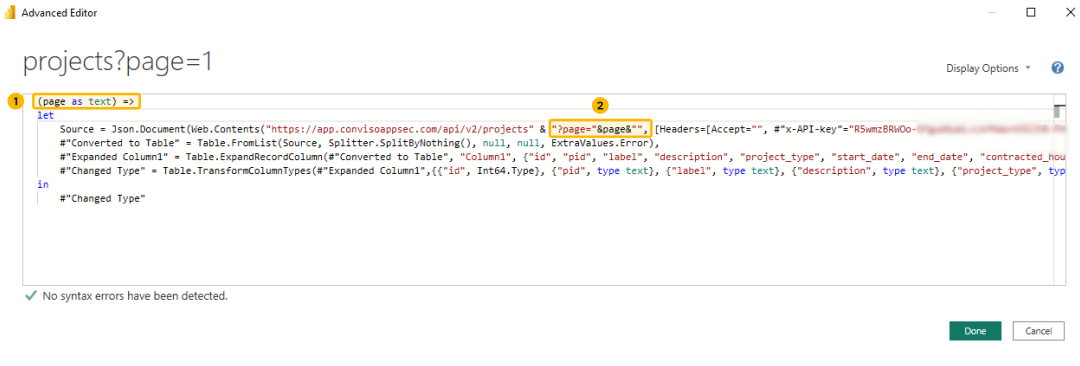 Advanced Editor
projects?page=1
Display Options
?
1
(page as text) =>
2
let
Source = Json.Document(Web.Contents("https://app.convisoappsec.com/api/v2/projects" & "?page="&page&"", [Headers=[Accept="", #"x-API-key"="R5wmzBRWOo-
#"Converted to Table" = Table.FromList(Source, Splitter.SplitByNothing(), null, null, ExtraValues.Error),
#"Expanded Column1" = Table.ExpandRecordColumn(#"Converted to Table", "Column1", {"id", "pid", "label", "description", "project_type", "start_date", "end_date", "contracted_hou
#"Changed Type" = Table.TransformColumnTypes(#"Expanded Column1",{{"id", Int64.Type}, {"pid", type text}, {"label", type text}, {"description", type text}, {"project_type", typ
in
#"Changed Type"
No syntax errors have been detected.
Done
Cancel